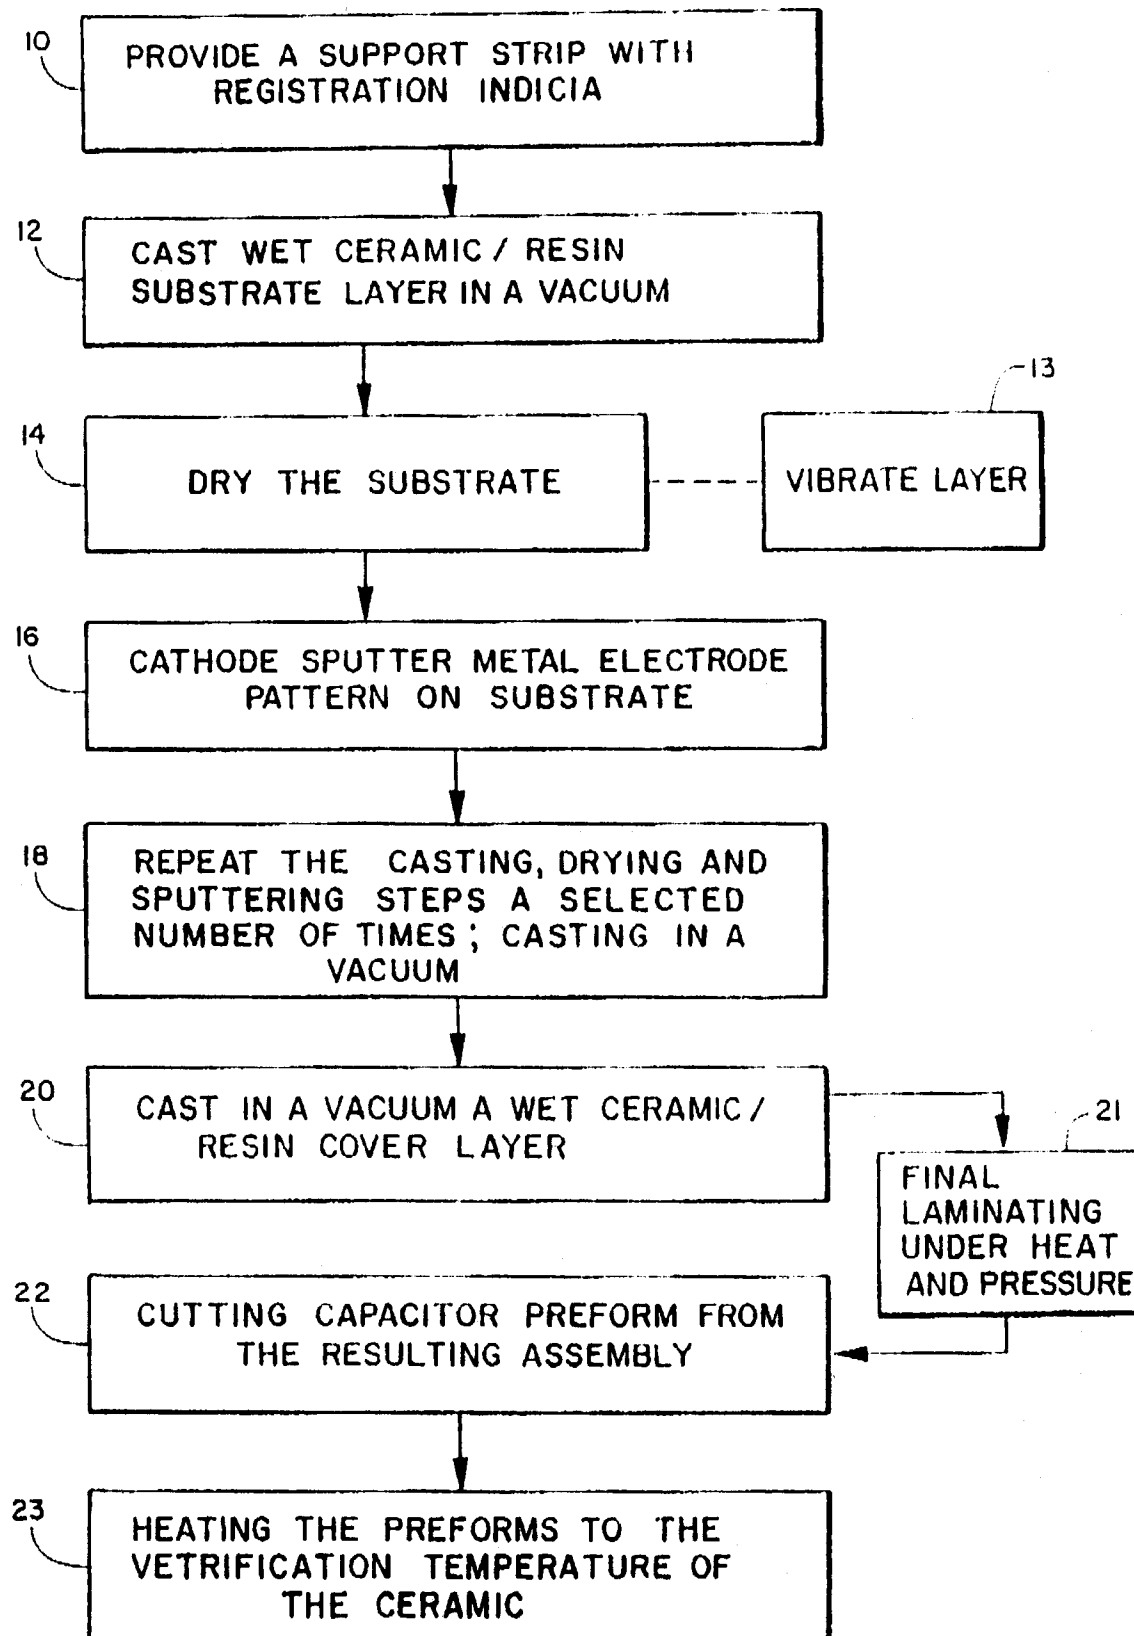 10
PROVIDE A SUPPORT STRIP WITH
REGISTRATION INDICIA
12
CAST WET CERAMIC / RESIN
SUBSTRATE LAYER IN A VACUUM
13
14
DRY THE SUBSTRATE
VIBRATE LAYER
16
CATHODE SPUTTER METAL ELECTRODE
PATTERN ON SUBSTRATE
18
REPEAT THE CASTING, DRYING AND
SPUTTERING STEPS A SELECTED
NUMBER OF TIMES; CASTING IN A
VACUUM
20
CAST IN A VACUUM A WET CERAMIC /
RESIN COVER LAYER
21
FINAL
LAMINATING
UNDER HEAT
AND PRESSURE
22
CUTTING CAPACITOR PREFORM FROM
THE RESULTING ASSEMBLY
23
HEATING THE PREFORMS TO THE
VETRIFICATION TEMPERATURE OF
THE CERAMIC